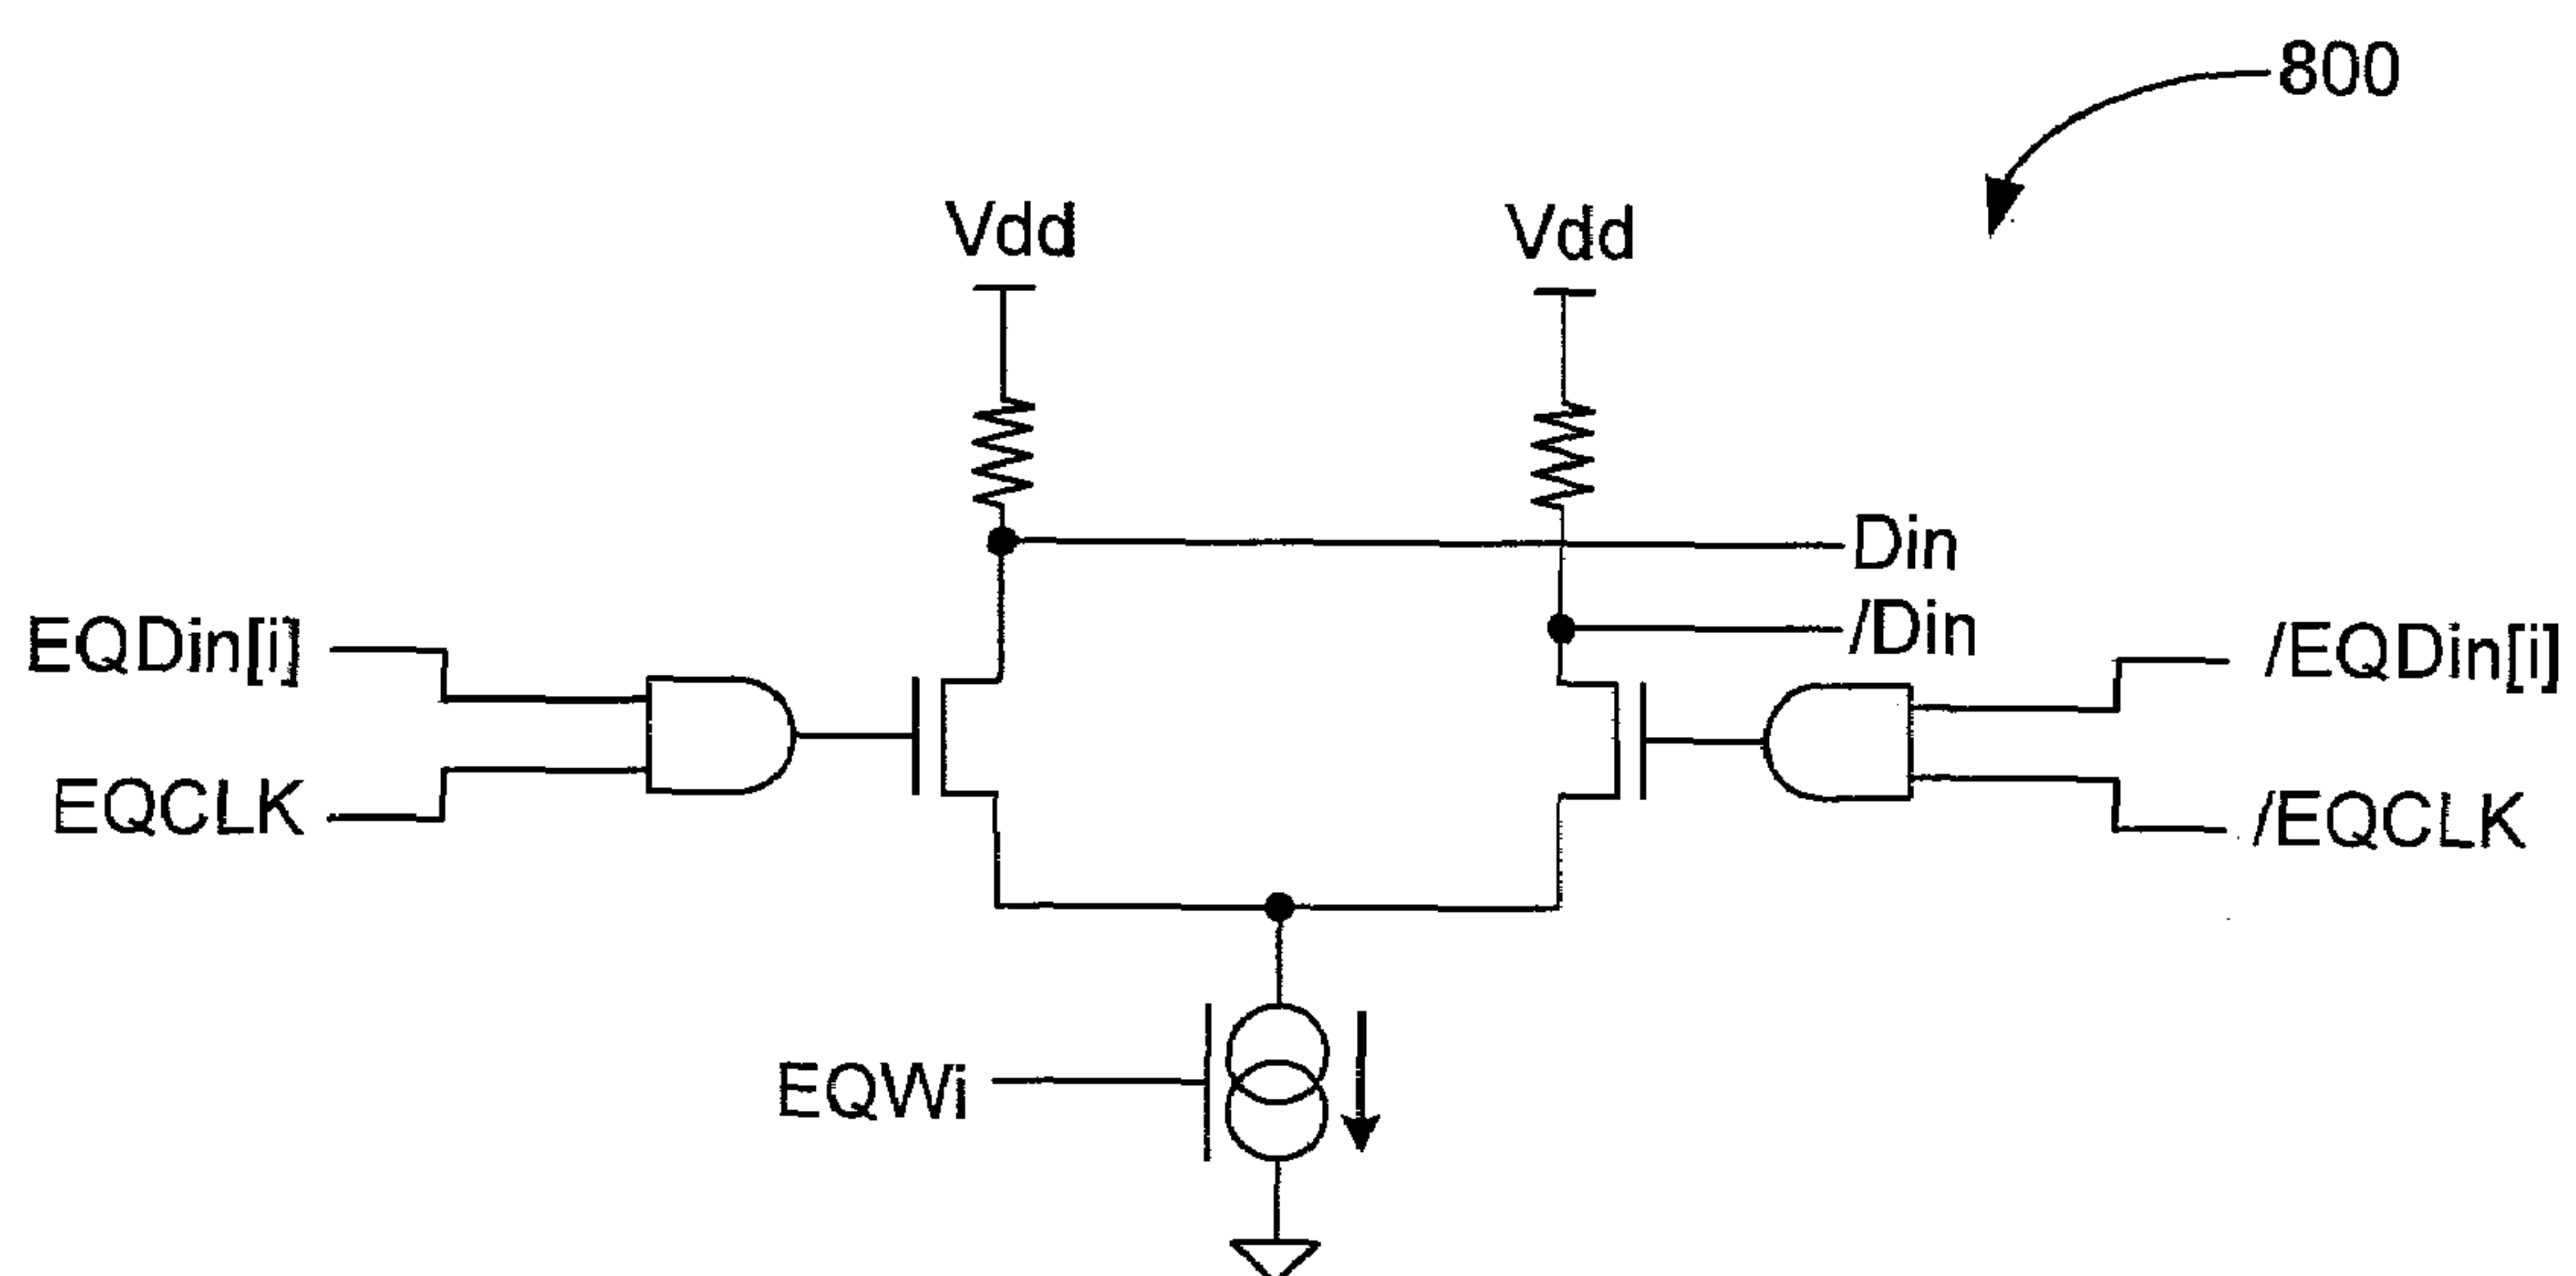 800
Vdd
Vdd
Din
/Din
EQDin[i]
/EQDin[i]
EQCLK
/EQCLK
EQWi